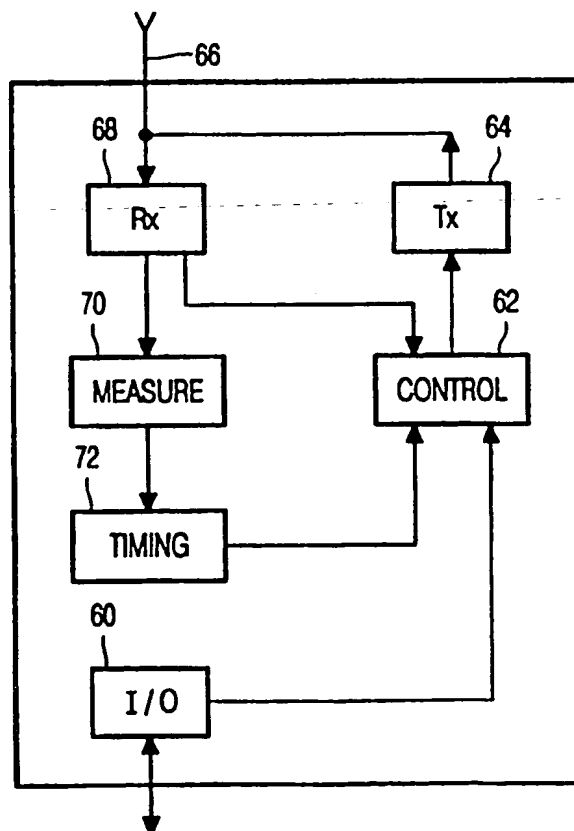 66
68
64
Rx
Tx
70
62
MEASURE
CONTROL
72
TIMING
60
I/O